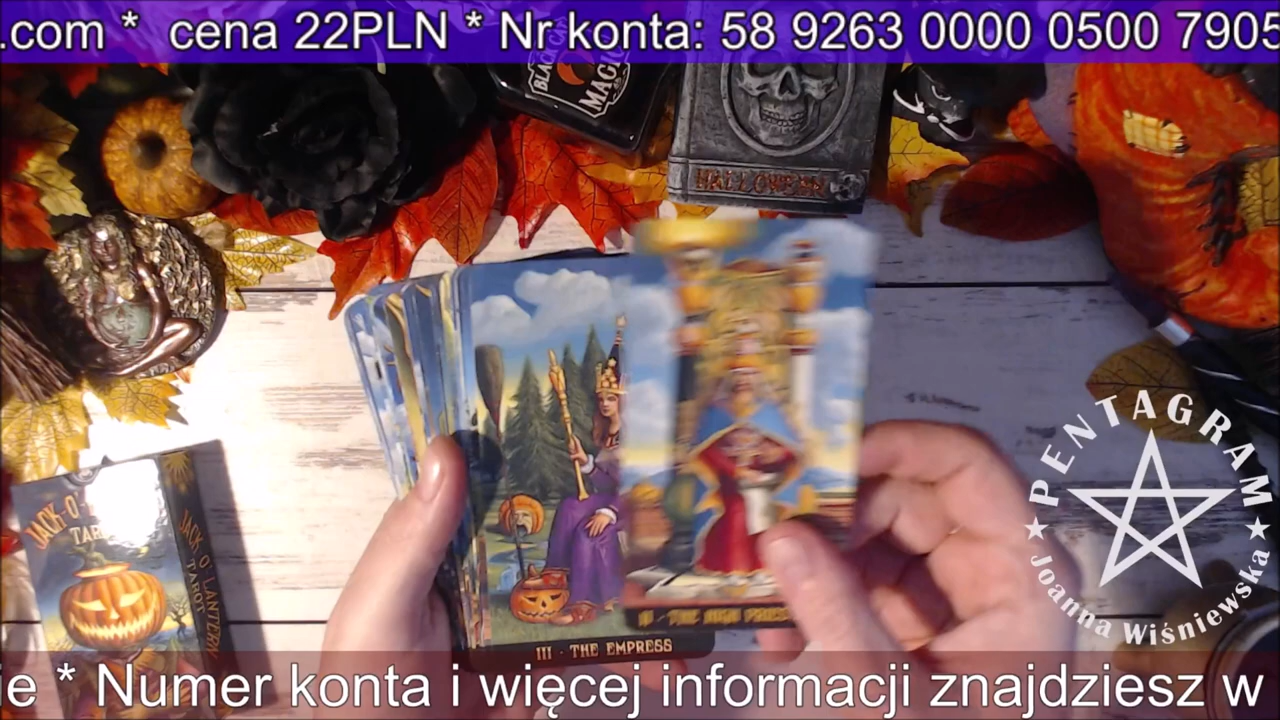 .com * cena 22PLN * Nr konta: 58 9263 0000 0500 7905
BLACK
MAGIC
HALLOWEEN
PENTAGRAM
Joanna Wiśniewska
JACK O'LANTERN
TAROT
II · THE HIGH
III · THE EMPRESS
ie * Numer konta i więcej informacji znajdziesz w